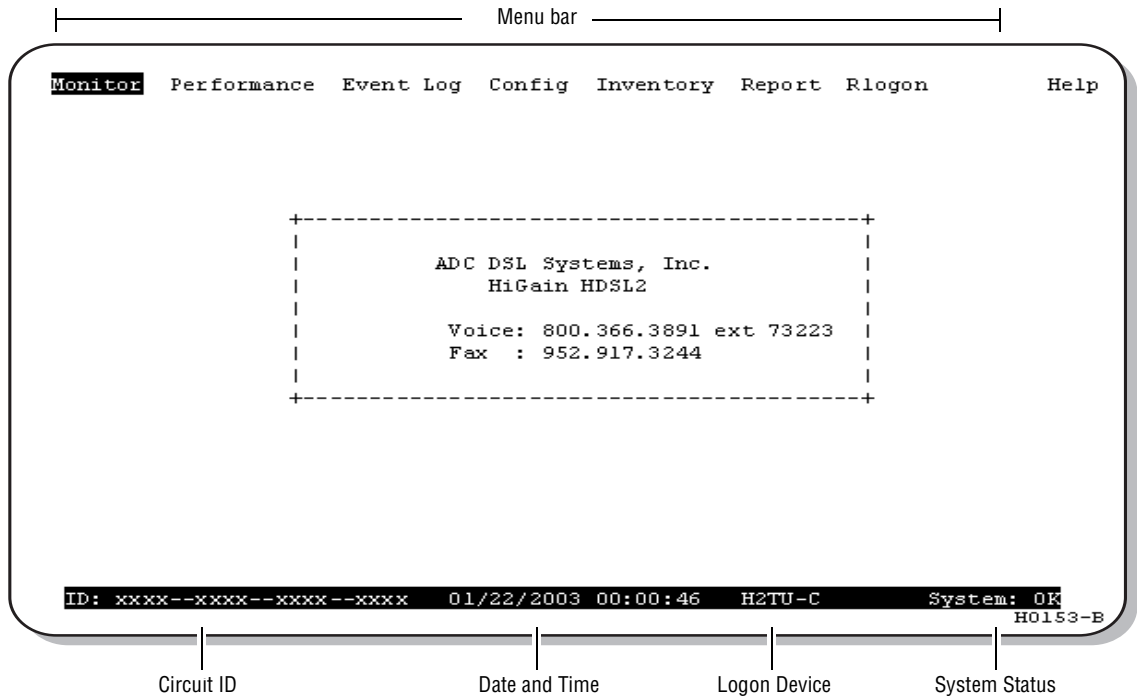 Menu bar
Monitor Performance Event Log Config Inventory Report Rlogon Help
ADC DSL Systems, Inc.
HiGain HDSL2
Voice: 800.366.3891 ext 73223
Fax : 952.917.3244
ID: xxxx--xxxx--xxxx--xxxx 01/22/2003 00:00:46 H2TU-C System: OK
H0153-B
Circuit ID Date and Time Logon Device System Status